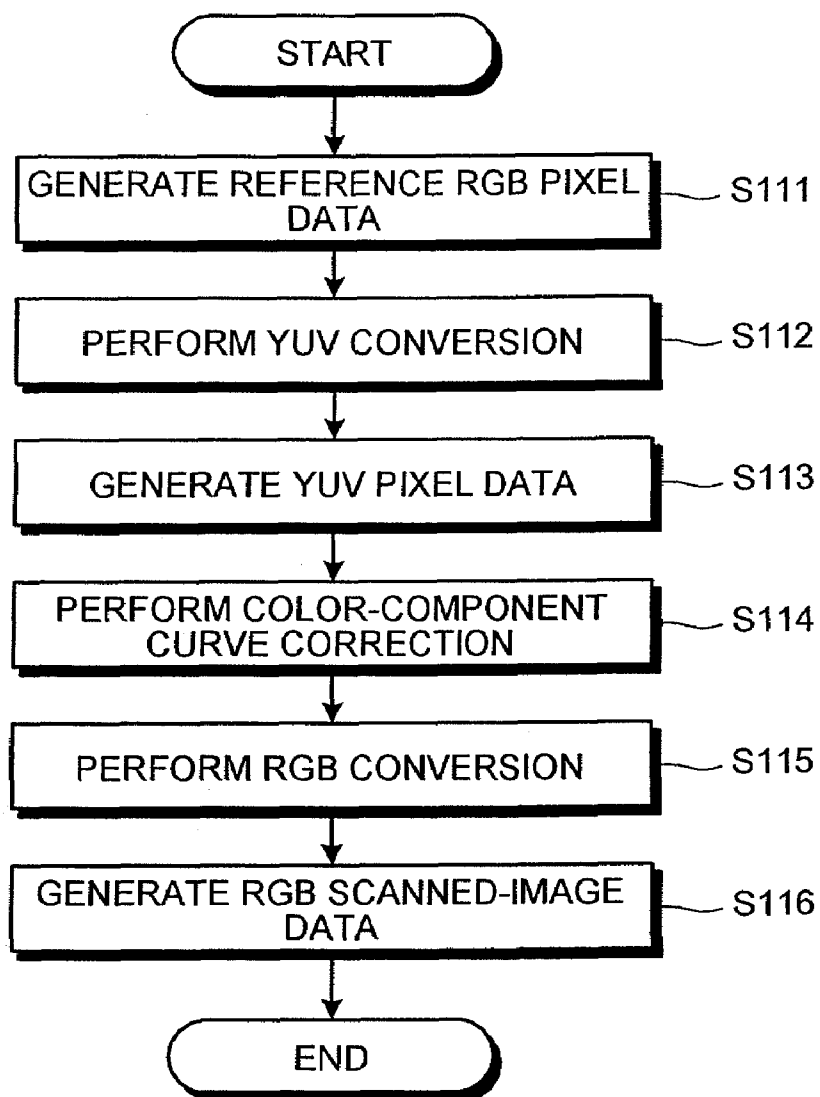 START
GENERATE REFERENCE RGB PIXEL
DATA
S111
PERFORM YUV CONVERSION
S112
GENERATE YUV PIXEL DATA
S113
PERFORM COLOR-COMPONENT
CURVE CORRECTION
S114
PERFORM RGB CONVERSION
S115
GENERATE RGB SCANNED-IMAGE
DATA
S116
END